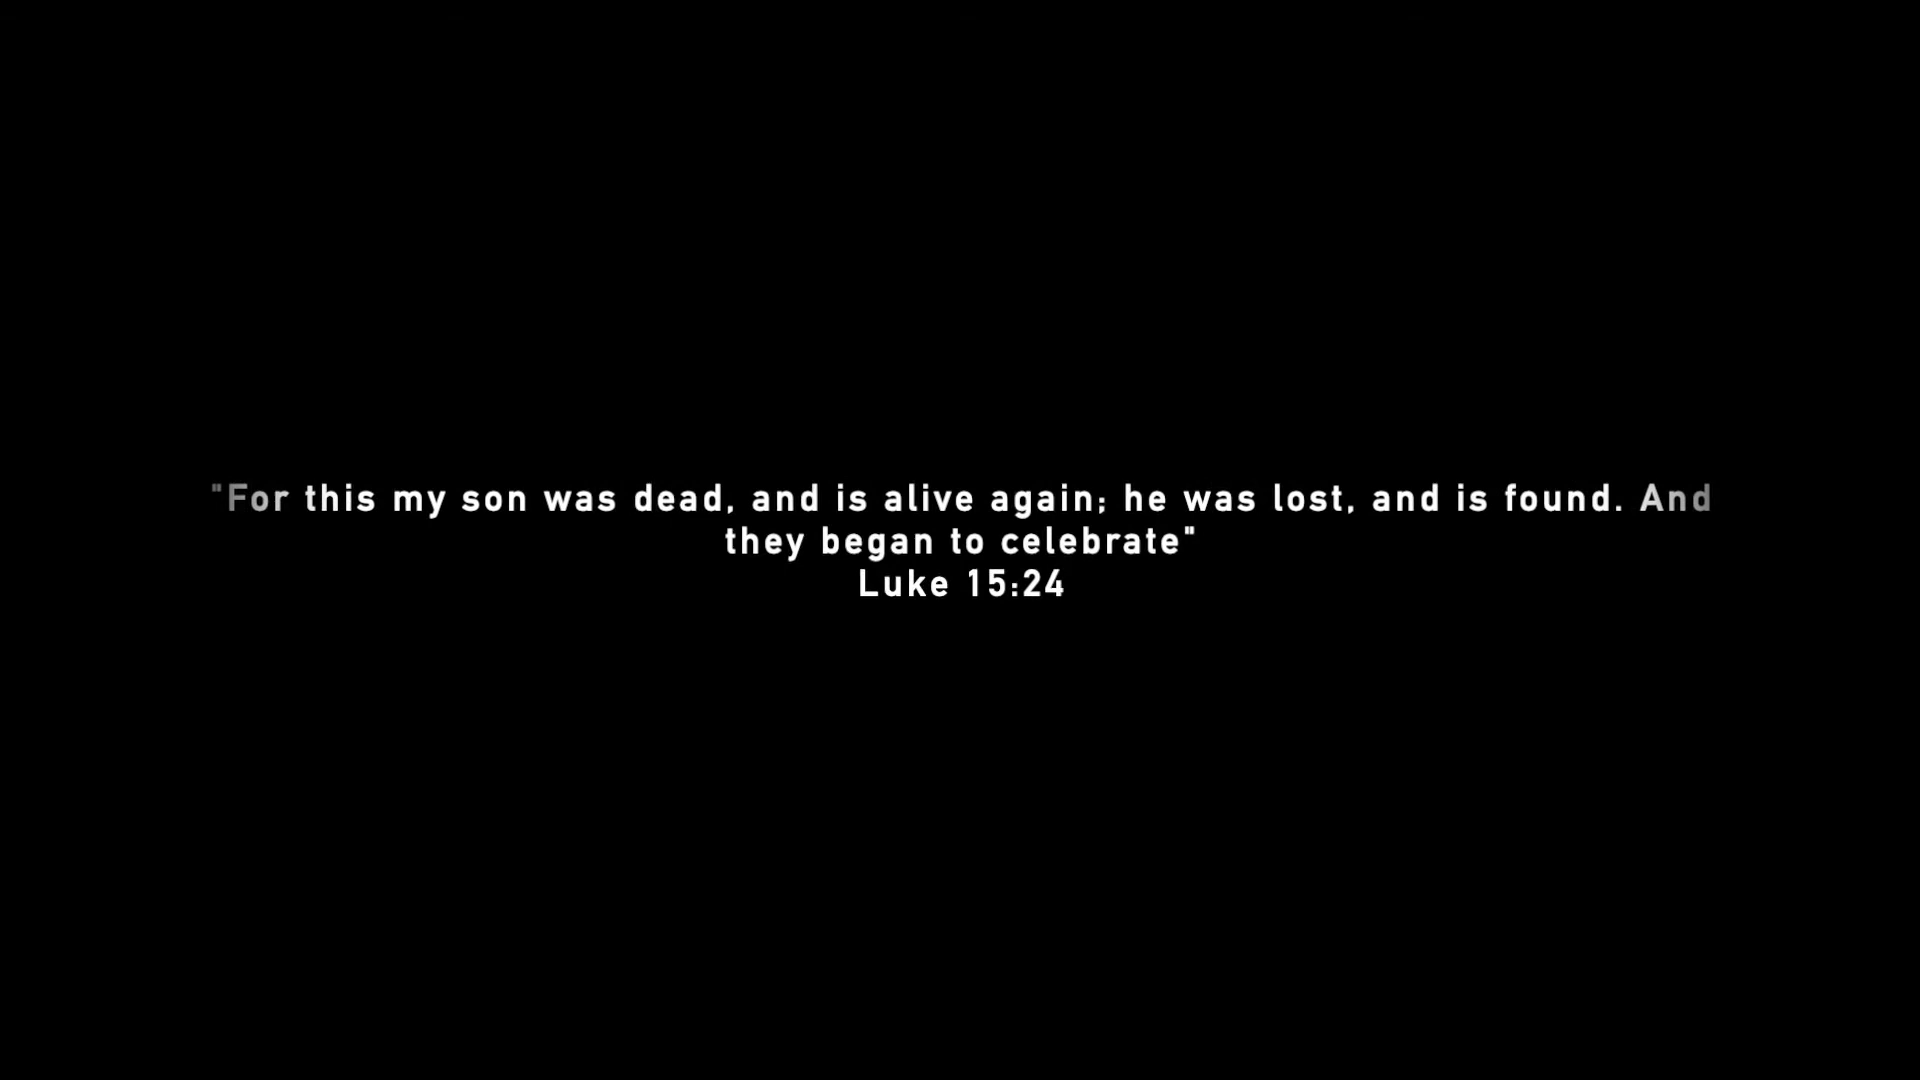 "For this my son was dead, and is alive again; he was lost, and is found. And
they began to celebrate"
Luke 15:24